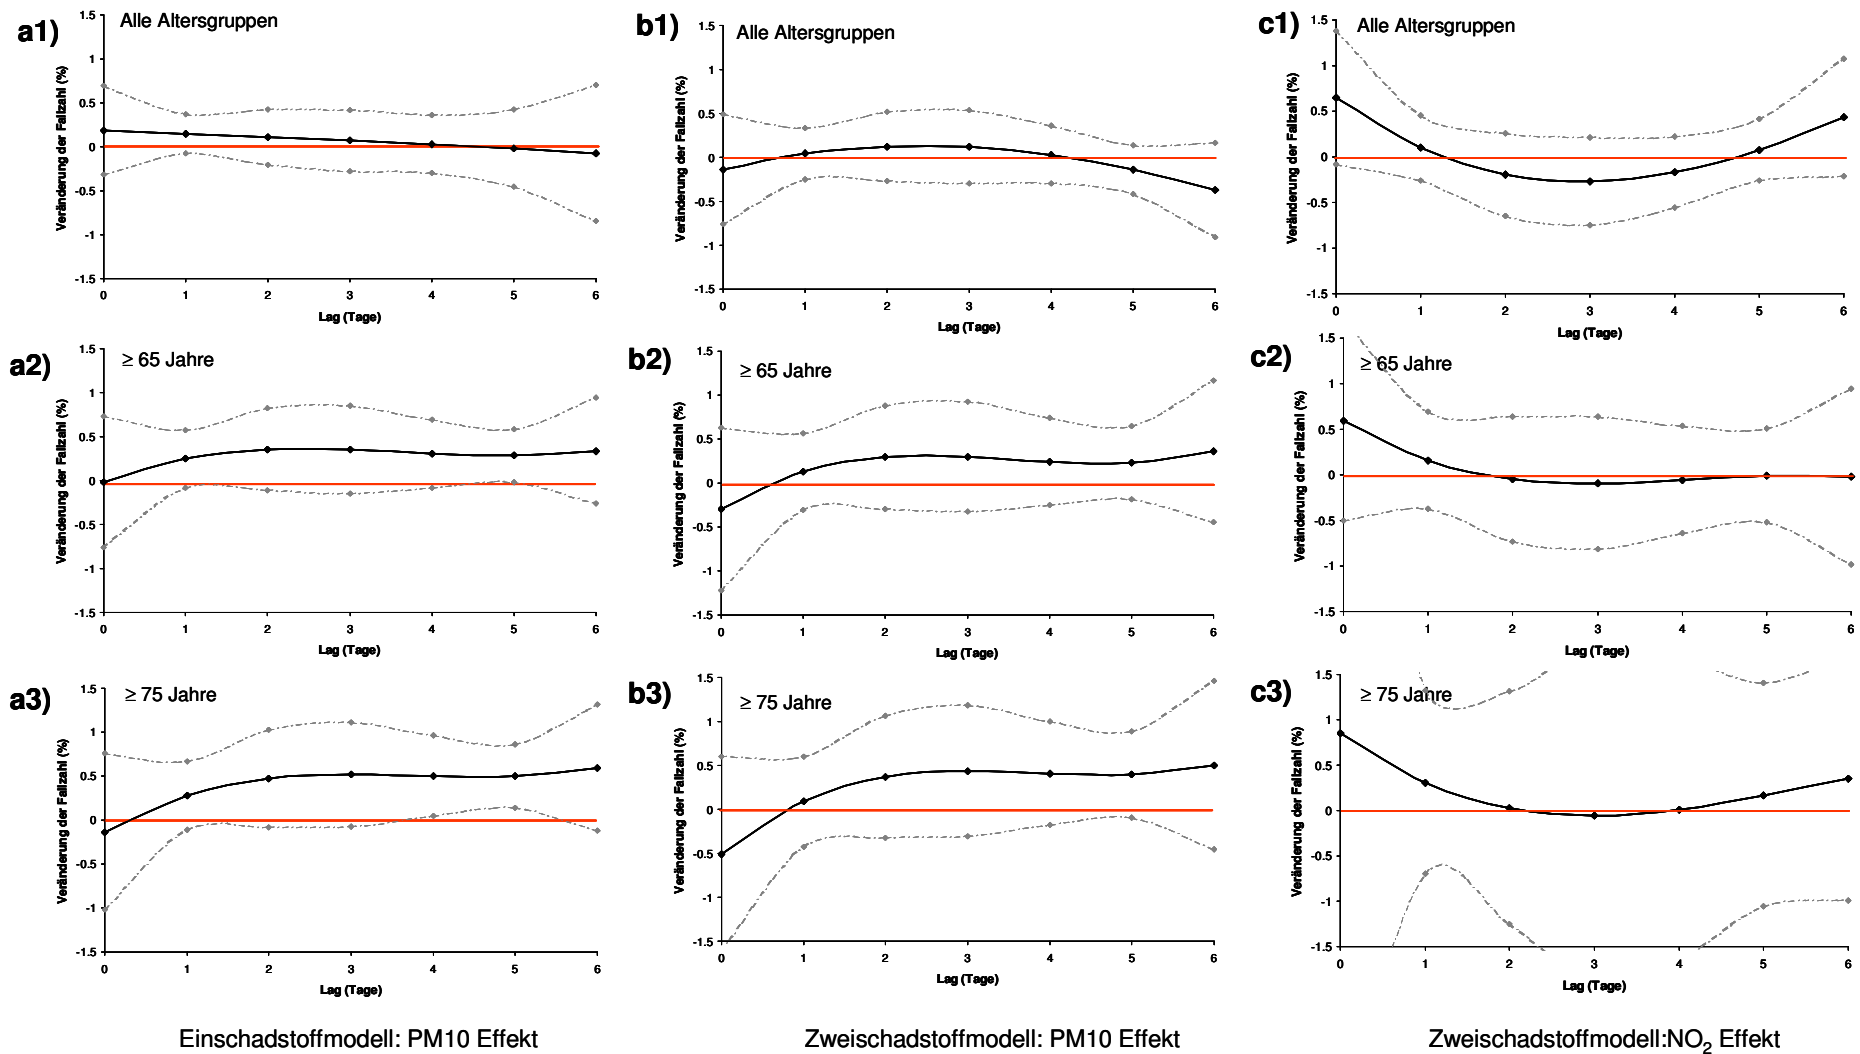 a1)
Alle Altersgruppen
Veränderung der Fallzahl (%)
1.5
1
0.5
0
-0.5
-1
-1.5
0 1 2 3 4 5 6
Lag (Tage)
b1)
Alle Altersgruppen
Veränderung der Fallzahl (%)
1.5
1
0.5
0
-0.5
-1
-1.5
0 1 2 3 4 5 6
Lag (Tage)
c1)
Alle Altersgruppen
Veränderung der Fallzahl (%)
1.5
1
0.5
0
-0.5
-1
-1.5
0 1 2 3 4 5 6
Lag (Tage)
a2)
≥ 65 Jahre
Veränderung der Fallzahl (%)
1.5
1
0.5
0
-0.5
-1
-1.5
0 1 2 3 4 5 6
Lag (Tage)
b2)
≥ 65 Jahre
Veränderung der Fallzahl (%)
1.5
1
0.5
0
-0.5
-1
-1.5
0 1 2 3 4 5 6
Lag (Tage)
c2)
≥ 65 Jahre
Veränderung der Fallzahl (%)
1.5
1
0.5
0
-0.5
-1
-1.5
0 1 2 3 4 5 6
Lag (Tage)
a3)
≥ 75 Jahre
Veränderung der Fallzahl (%)
1.5
1
0.5
0
-0.5
-1
-1.5
0 1 2 3 4 5 6
Lag (Tage)
b3)
≥ 75 Jahre
Veränderung der Fallzahl (%)
1.5
1
0.5
0
-0.5
-1
-1.5
0 1 2 3 4 5 6
Lag (Tage)
c3)
≥ 75 Jahre
Veränderung der Fallzahl (%)
1.5
1
0.5
0
-0.5
-1
-1.5
0 1 2 3 4 5 6
Lag (Tage)
Einschadstoffmodell: PM10 Effekt
Zweischadstoffmodell: PM10 Effekt
Zweischadstoffmodell:NO₂ Effekt